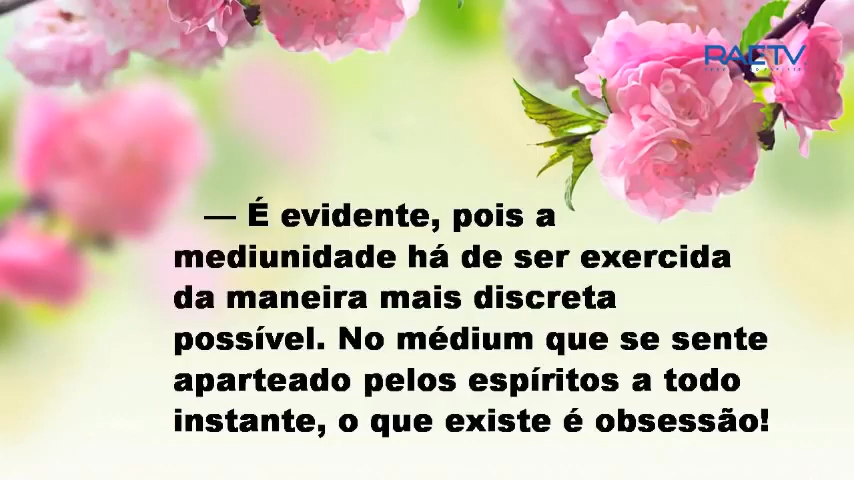 RAETV
— É evidente, pois a
mediunidade há de ser exercida
da maneira mais discreta
possível. No médium que se sente
aparteado pelos espíritos a todo
instante, o que existe é obsessão!